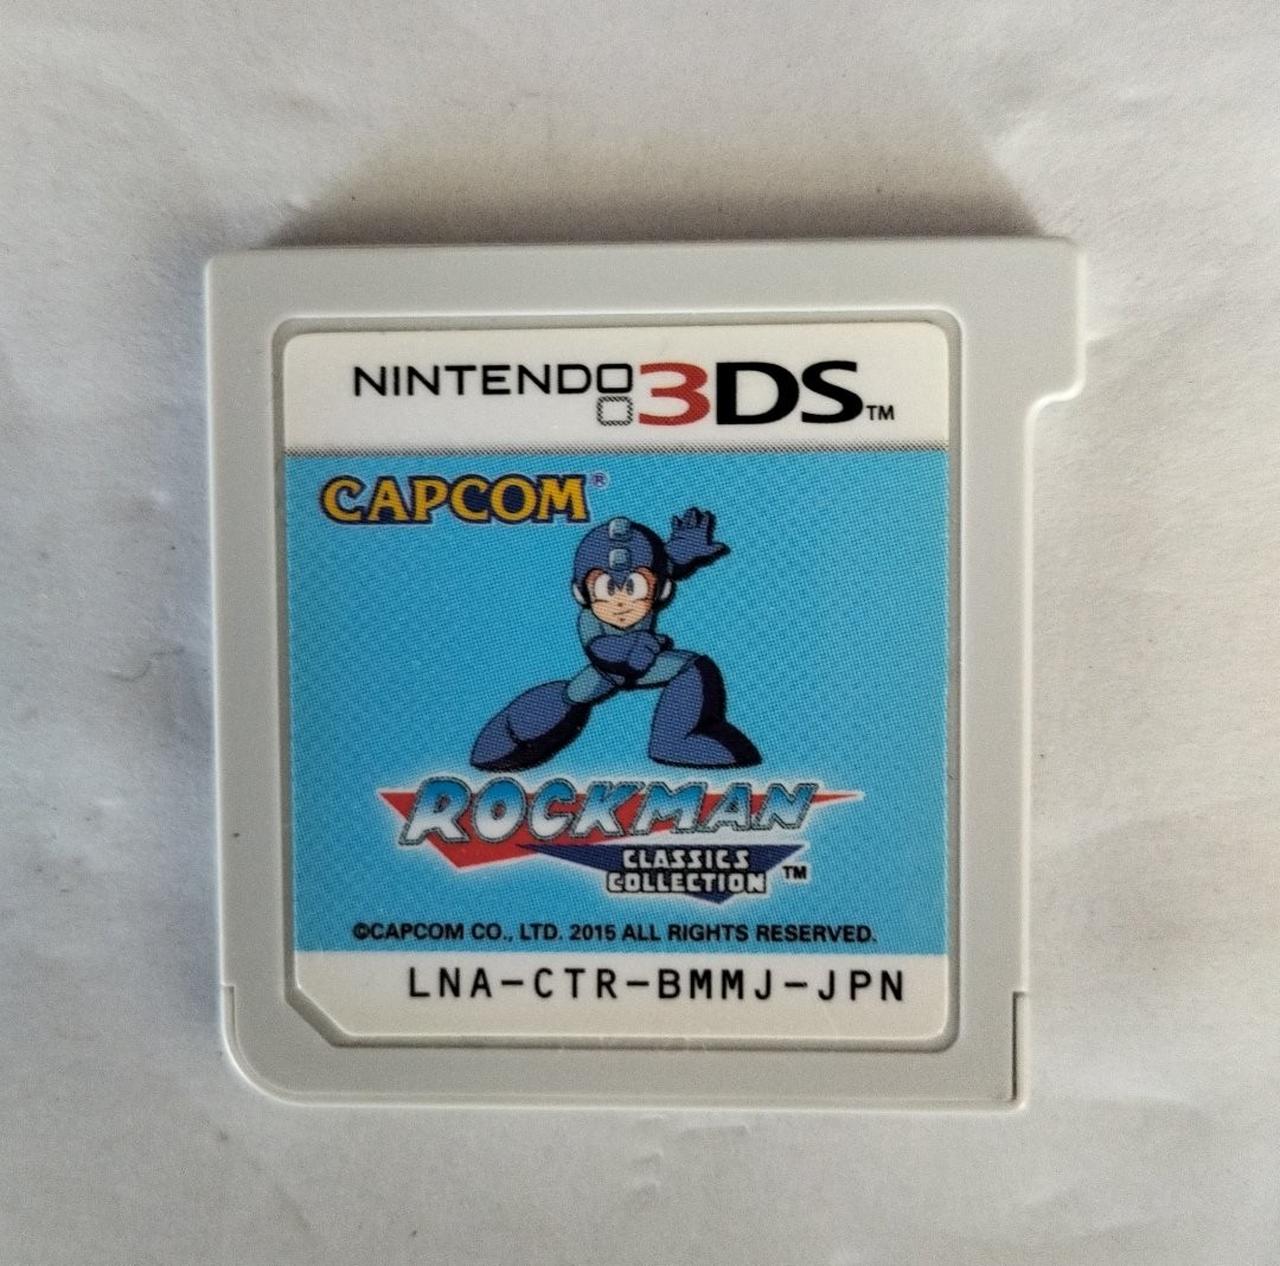 NINTENDO 3DS™
CAPCOM®
ROCKMAN
CLASSICS
COLLECTION™
©CAPCOM CO., LTD. 2015 ALL RIGHTS RESERVED.
LNA-CTR-BMMJ-JPN